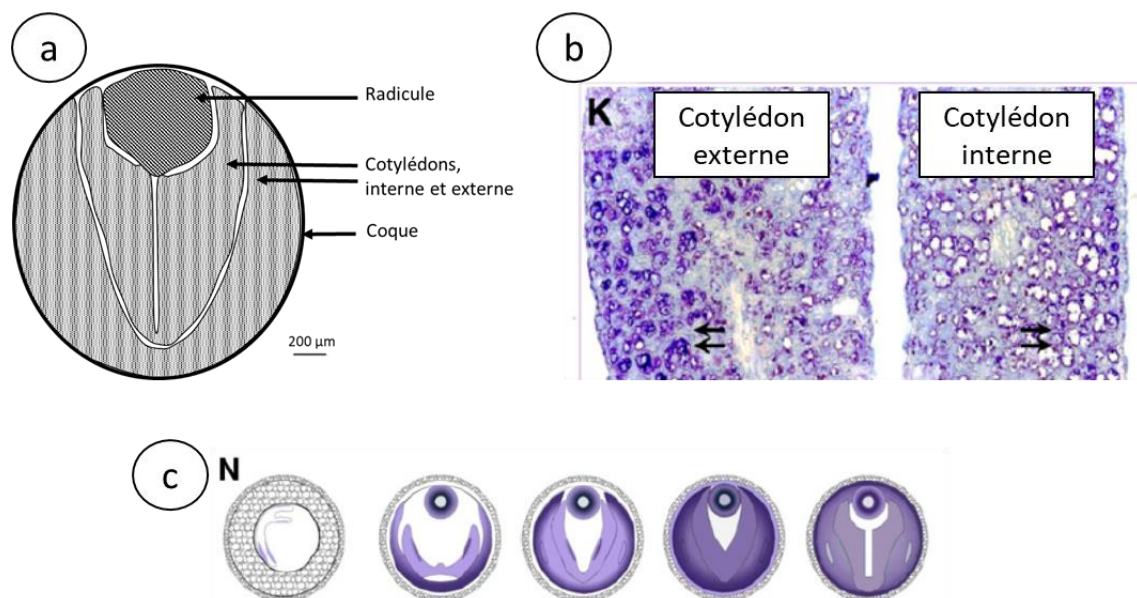 a
Radicule
Cotylédons,
interne et externe
Coque
200 µm
b
K
Cotylédon
externe
Cotylédon
interne
c
N